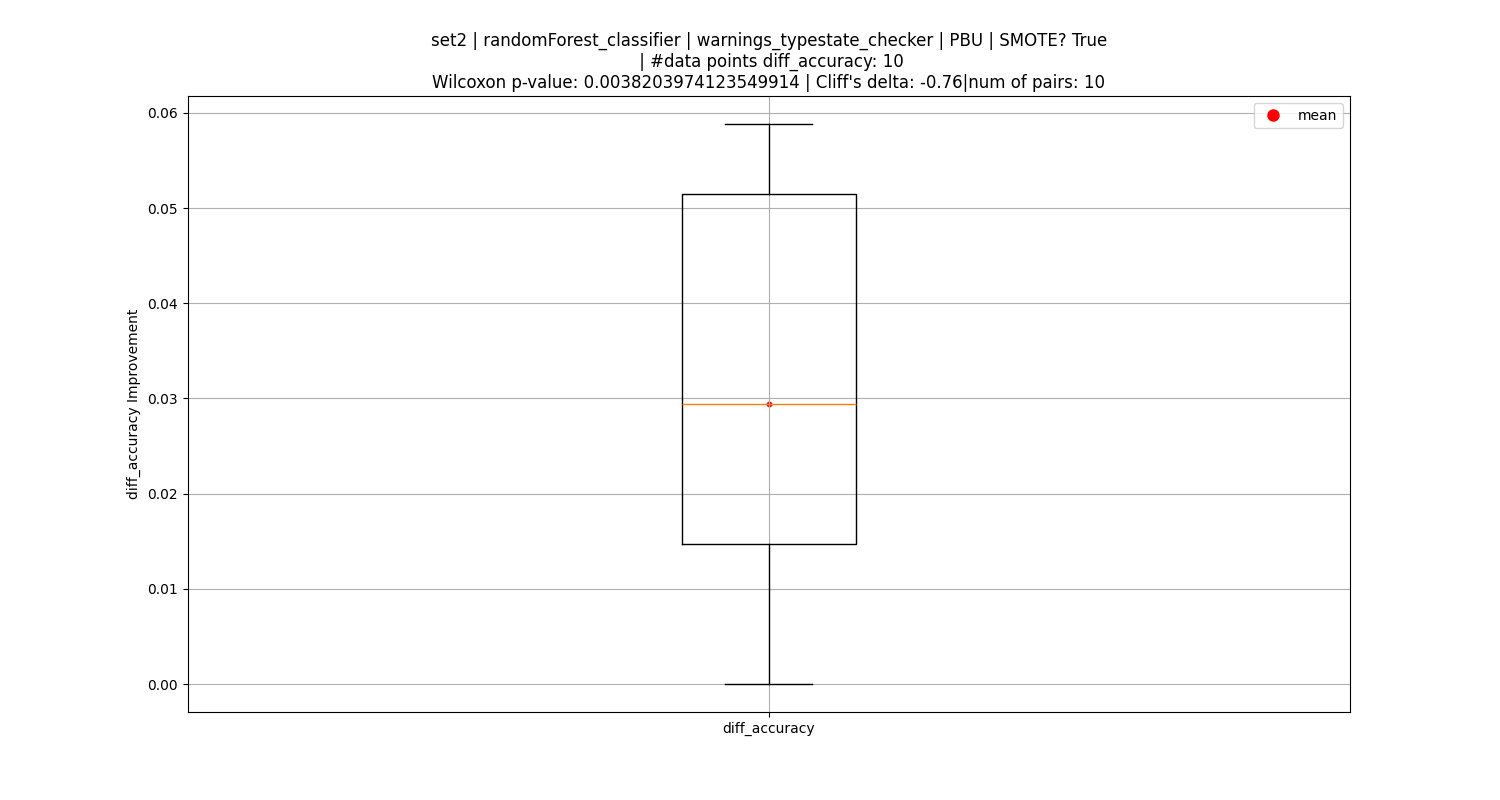 set2 | randomForest_classifier | warnings_typestate_checker | PBU | SMOTE? True
| #data points diff_accuracy: 10
Wilcoxon p-value: 0.0038203974123549914 | Cliff's delta: -0.76|num of pairs: 10
mean
0.06
0.05
0.04
0.03
0.02
0.01
0.00
diff_accuracy Improvement
diff_accuracy